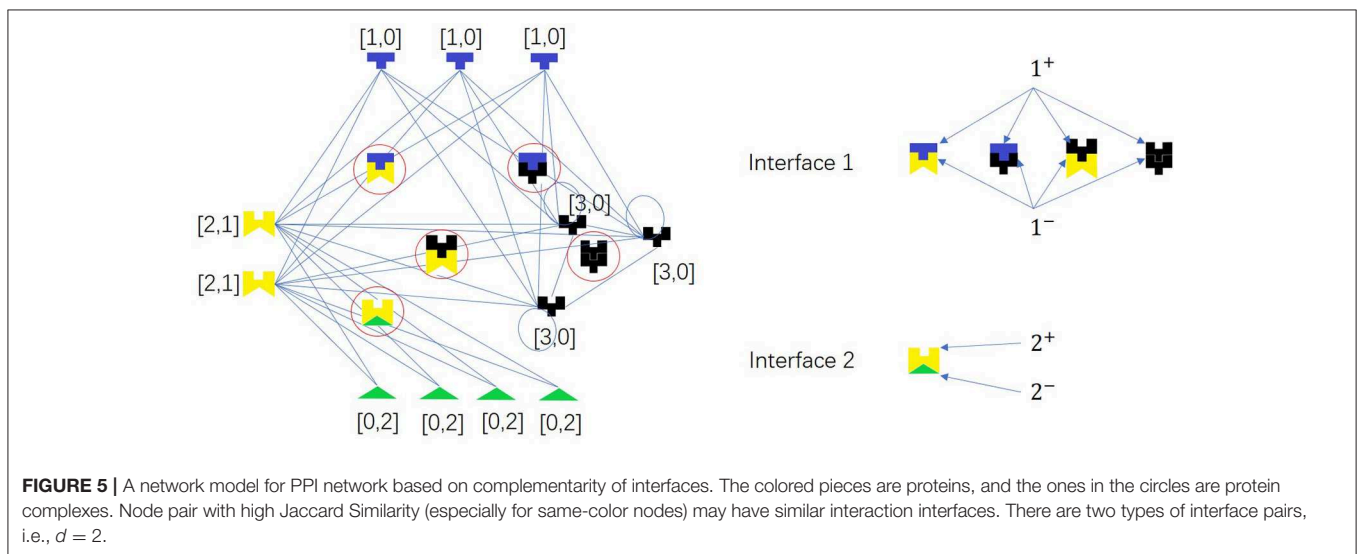 [1,0] [1,0] [1,0]
1⁺
Interface 1
[3,0]
[2,1]
1⁻
[3,0]
[2,1]
[3,0]
2⁺
Interface 2
2⁻
[0,2] [0,2] [0,2] [0,2]
FIGURE 5 | A network model for PPI network based on complementarity of interfaces. The colored pieces are proteins, and the ones in the circles are protein
complexes. Node pair with high Jaccard Similarity (especially for same-color nodes) may have similar interaction interfaces. There are two types of interface pairs,
i.e., d = 2.